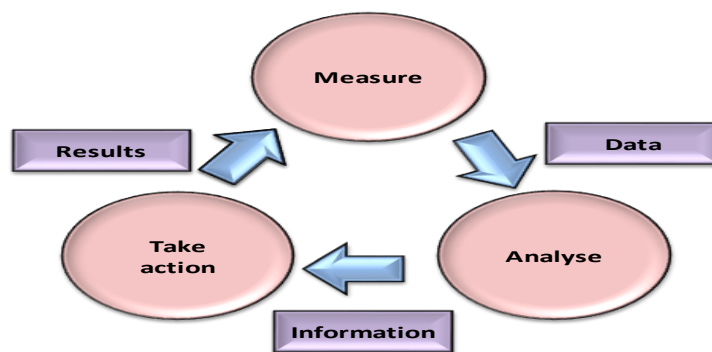 Measure
Results
Data
Take
action
Analyse
Information